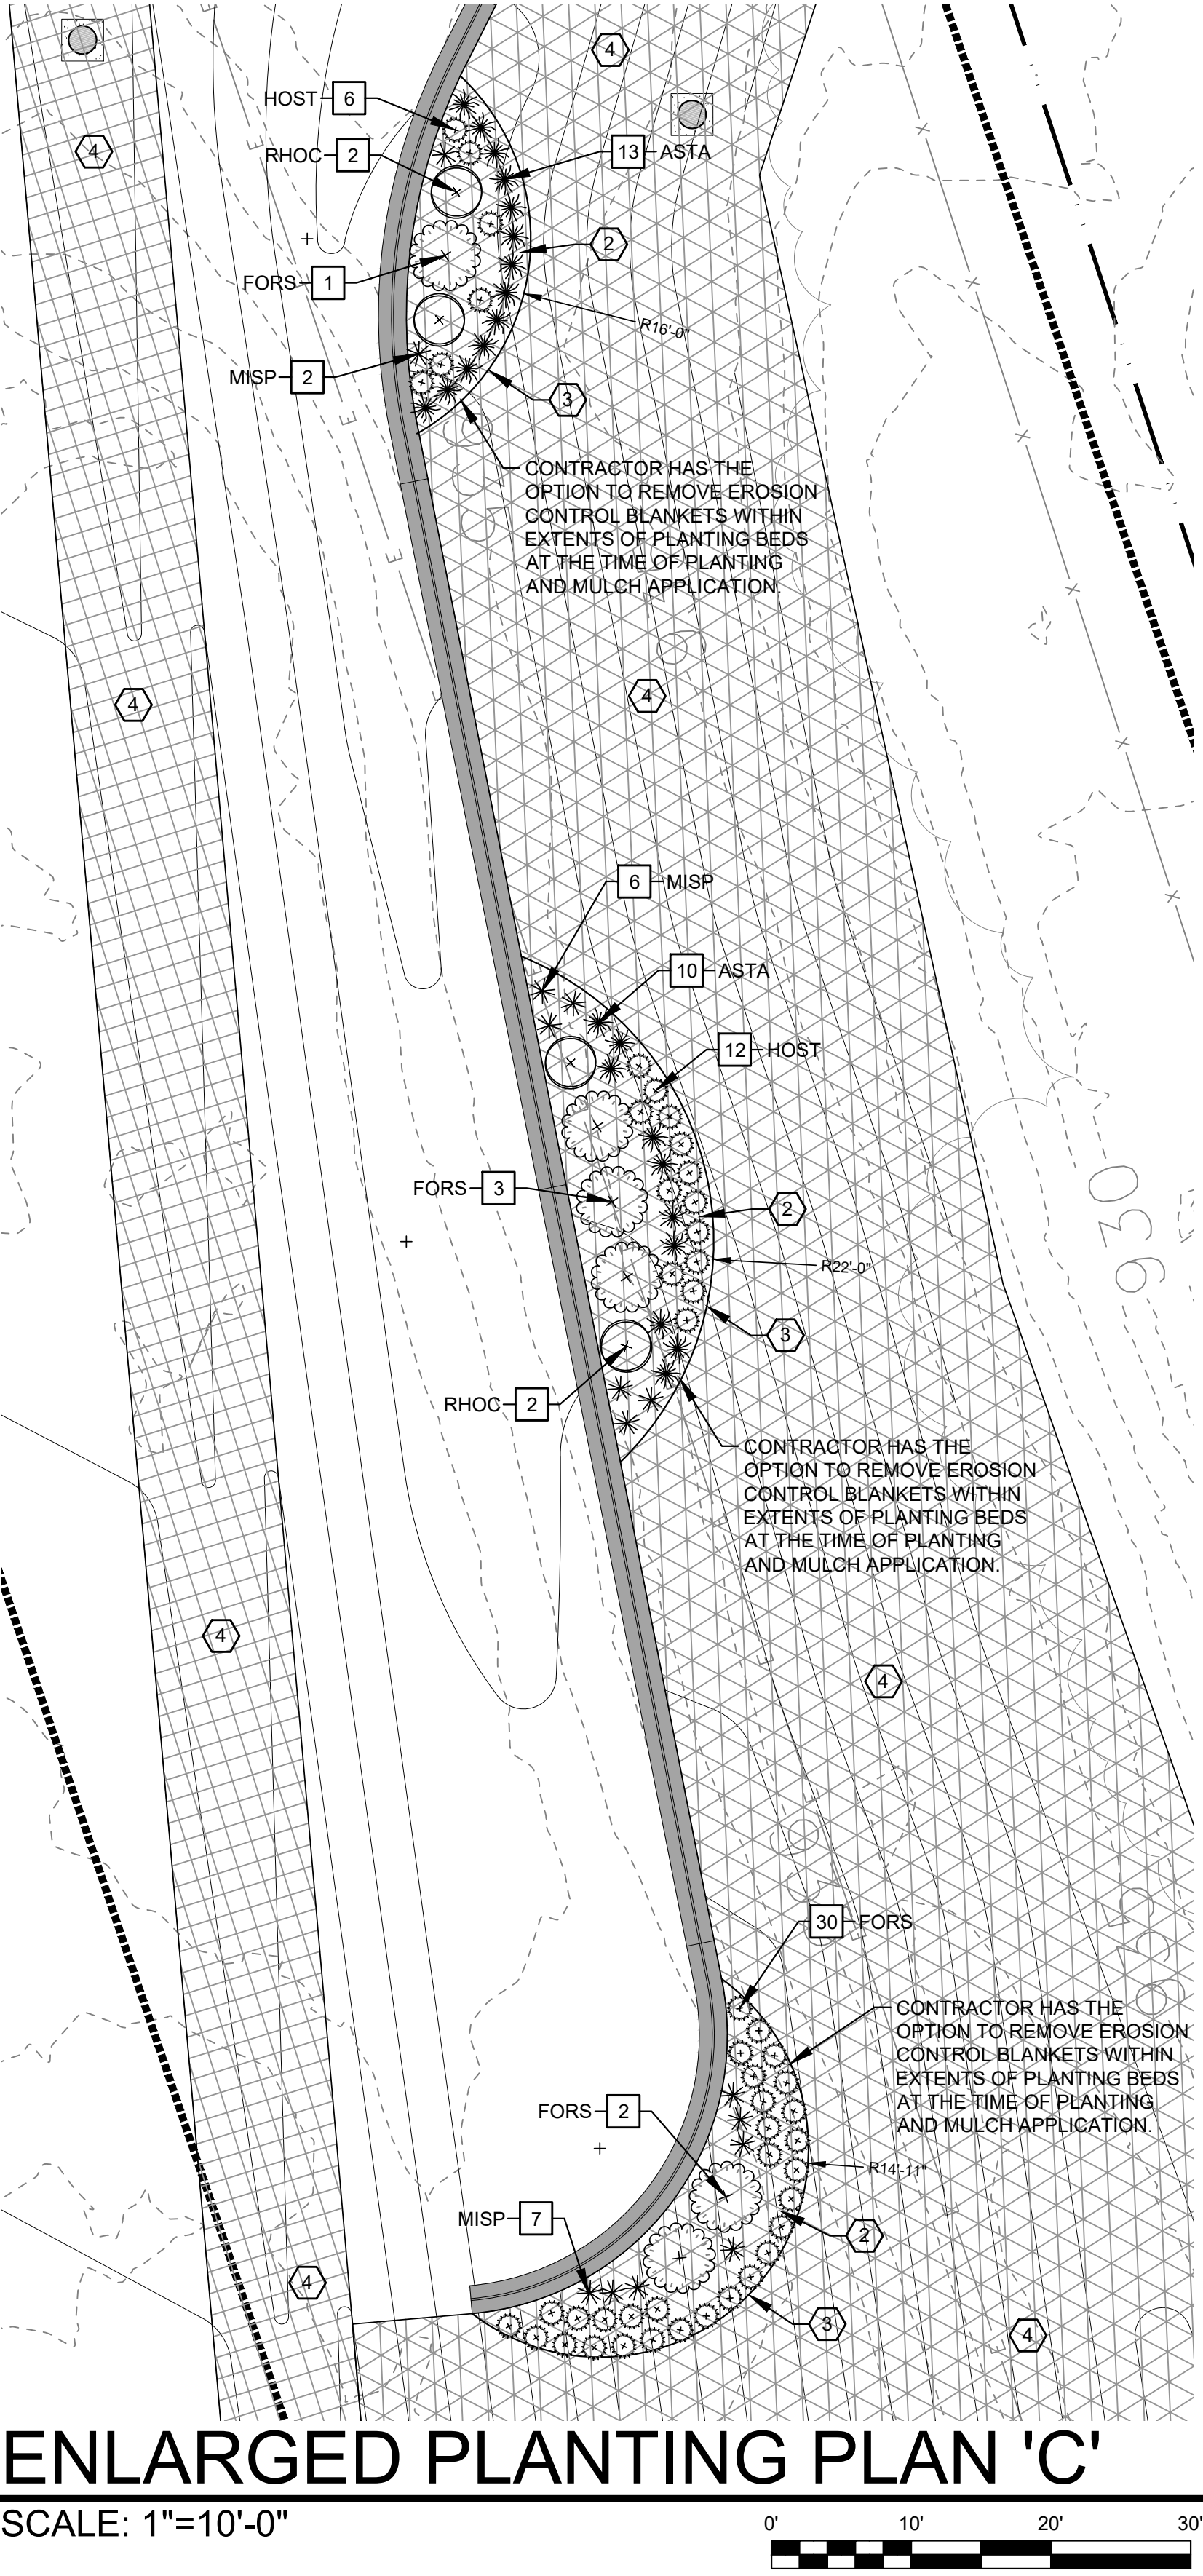 4
HOST 6
4
RHOC 2
13 ASTA
2
FORS 1
R16'-0"
MISP 2
3
CONTRACTOR HAS THE
OPTION TO REMOVE EROSION
CONTROL BLANKETS WITHIN
EXTENTS OF PLANTING BEDS
AT THE TIME OF PLANTING
AND MULCH APPLICATION.
4
4
6 MISP
10 ASTA
12 HOST
FORS 3
2
930
R22'-0"
3
RHOC 2
CONTRACTOR HAS THE
OPTION TO REMOVE EROSION
CONTROL BLANKETS WITHIN
EXTENTS OF PLANTING BEDS
AT THE TIME OF PLANTING
AND MULCH APPLICATION.
4
4
30 FORS
CONTRACTOR HAS THE
OPTION TO REMOVE EROSION
CONTROL BLANKETS WITHIN
EXTENTS OF PLANTING BEDS
AT THE TIME OF PLANTING
AND MULCH APPLICATION.
FORS 2
R14'-11"
MISP 7
2
4
3
4
ENLARGED PLANTING PLAN 'C'
SCALE: 1"=10'-0"
0' 10' 20' 30'